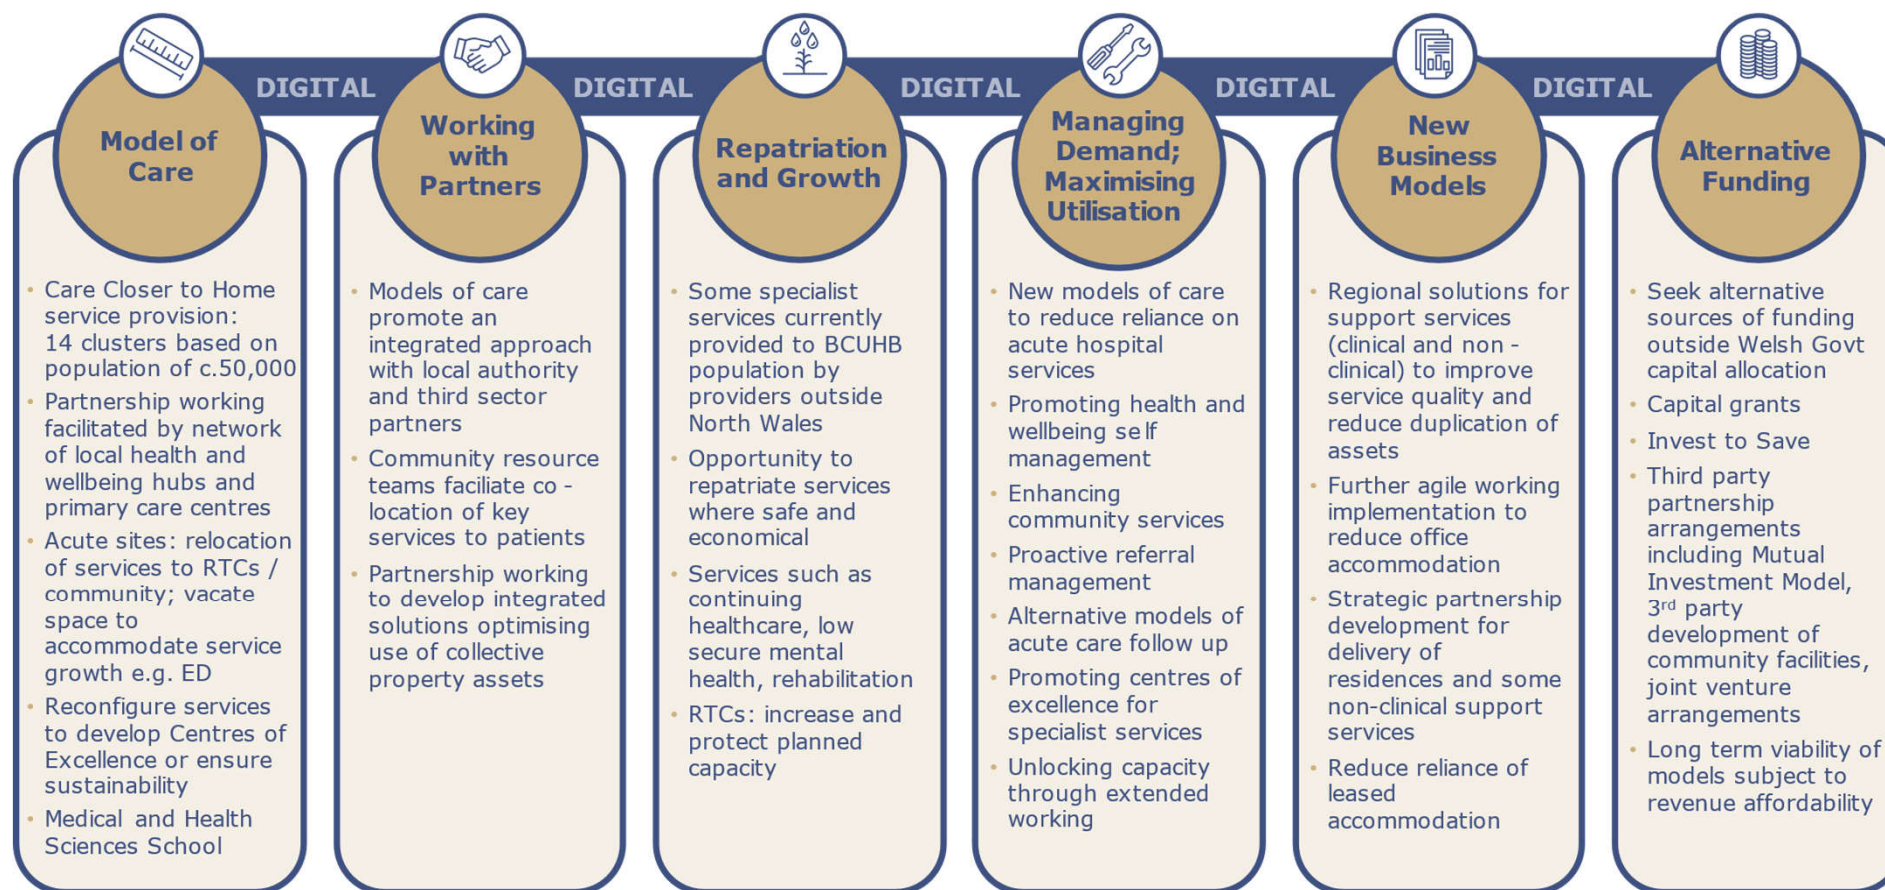 DIGITAL
DIGITAL
DIGITAL
DIGITAL
DIGITAL
Model of
Care
• Care Closer to Home
service provision:
14 clusters based on
population of c.50,000
• Partnership working
facilitated by network
of local health and
wellbeing hubs and
primary care centres
• Acute sites: relocation
of services to RTCs /
community; vacate
space to
accommodate service
growth e.g. ED
• Reconfigure services
to develop Centres of
Excellence or ensure
sustainability
• Medical and Health
Sciences School
Working
with
Partners
• Models of care
promote an
integrated approach
with local authority
and third sector
partners
• Community resource
teams faciliate co -
location of key
services to patients
• Partnership working
to develop integrated
solutions optimising
use of collective
property assets
Repatriation
and Growth
• Some specialist
services currently
provided to BCUHB
population by
providers outside
North Wales
• Opportunity to
repatriate services
where safe and
economical
• Services such as
continuing
healthcare, low
secure mental
health, rehabilitation
• RTCs: increase and
protect planned
capacity
Managing
Demand;
Maximising
Utilisation
• New models of care
to reduce reliance on
acute hospital
services
• Promoting health and
wellbeing self
management
• Enhancing
community services
• Proactive referral
management
• Alternative models of
acute care follow up
• Promoting centres of
excellence for
specialist services
• Unlocking capacity
through extended
working
New
Business
Models
• Regional solutions for
support services
(clinical and non -
clinical) to improve
service quality and
reduce duplication of
assets
• Further agile working
implementation to
reduce office
accommodation
• Strategic partnership
development for
delivery of
residences and some
non-clinical support
services
• Reduce reliance of
leased
accommodation
Alternative
Funding
• Seek alternative
sources of funding
outside Welsh Govt
capital allocation
• Capital grants
• Invest to Save
• Third party
partnership
arrangements
including Mutual
Investment Model,
3rd party
development of
community facilities,
joint venture
arrangements
• Long term viability of
models subject to
revenue affordability